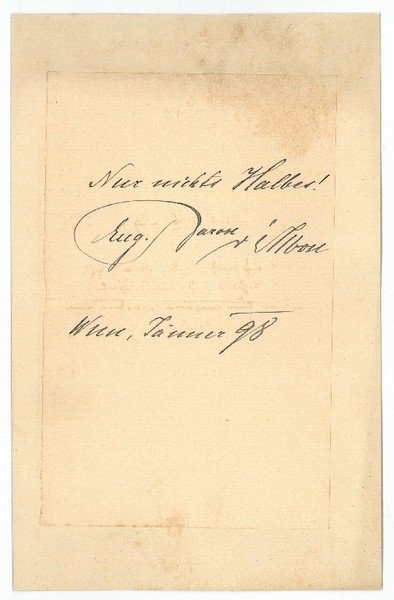 Nur nichts Halbes!
Eug. Baron d'Albon
Wien, Jänner 98